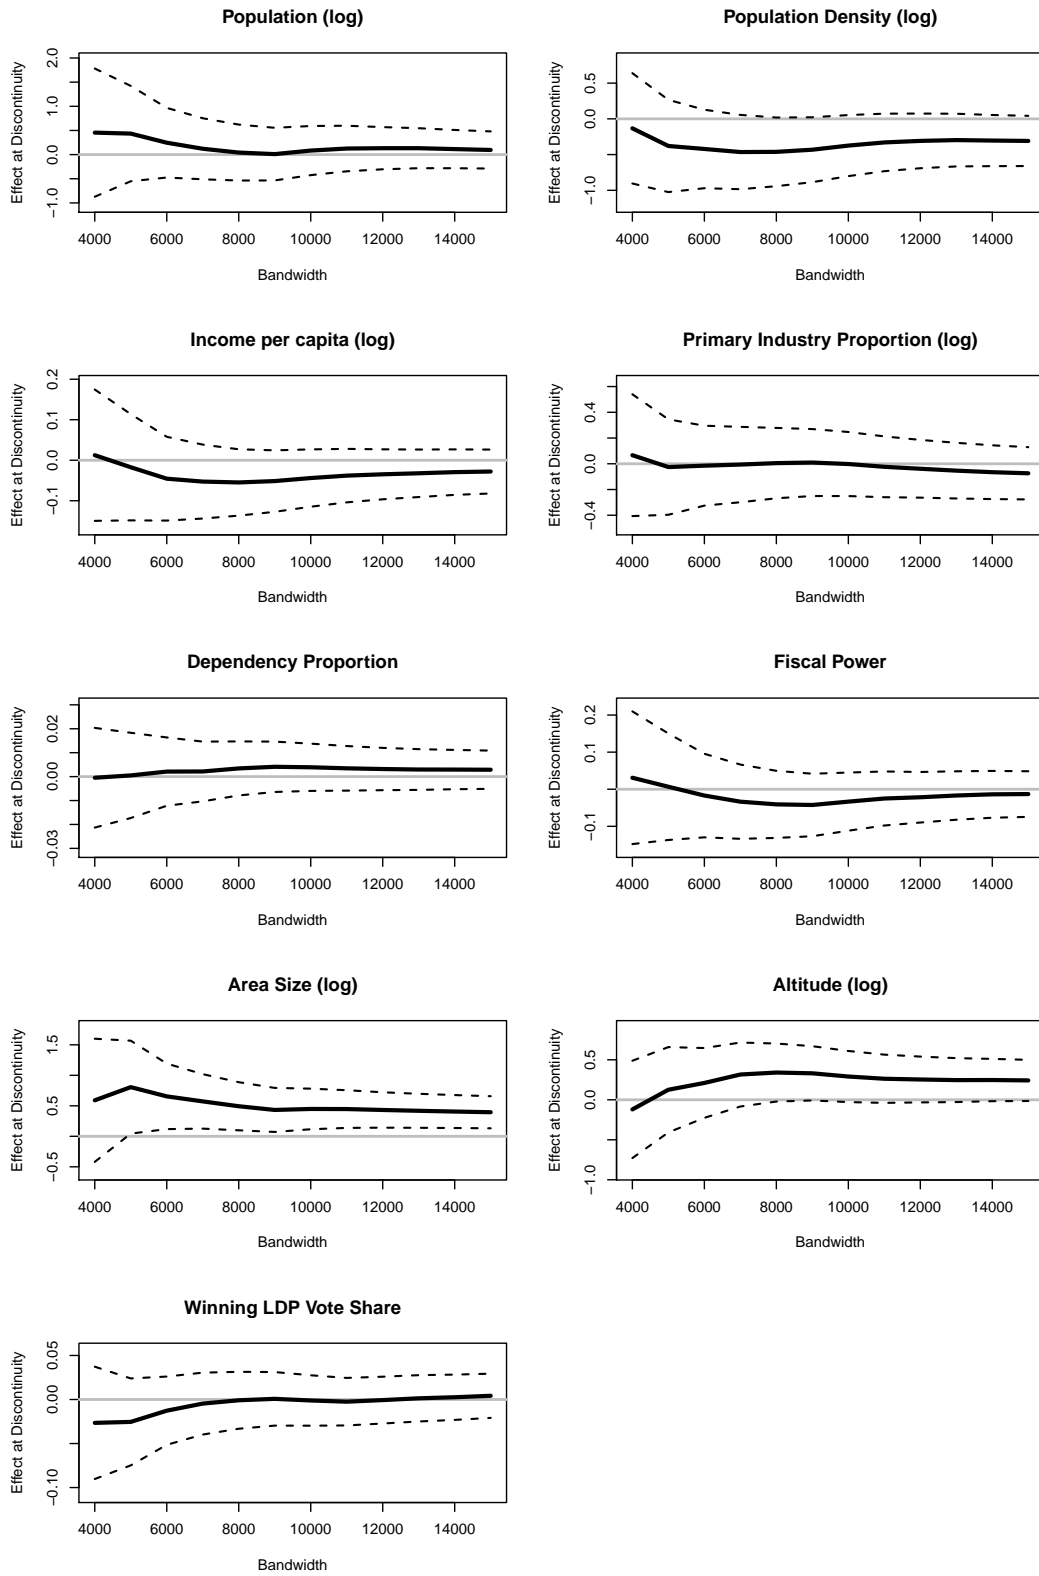 Population (log)
Effect at Discontinuity
−1.0 0.0 1.0 2.0
4000 6000 8000 10000 12000 14000
Bandwidth
Population Density (log)
Effect at Discontinuity
−1.0 0.0 0.5
4000 6000 8000 10000 12000 14000
Bandwidth
Income per capita (log)
Effect at Discontinuity
−0.1 0.0 0.1 0.2
4000 6000 8000 10000 12000 14000
Bandwidth
Primary Industry Proportion (log)
Effect at Discontinuity
−0.4 0.0 0.4
4000 6000 8000 10000 12000 14000
Bandwidth
Dependency Proportion
Effect at Discontinuity
−0.03 0.00 0.02
4000 6000 8000 10000 12000 14000
Bandwidth
Fiscal Power
Effect at Discontinuity
−0.1 0.1 0.2
4000 6000 8000 10000 12000 14000
Bandwidth
Area Size (log)
Effect at Discontinuity
−0.5 0.5 1.5
4000 6000 8000 10000 12000 14000
Bandwidth
Altitude (log)
Effect at Discontinuity
−1.0 0.0 0.5
4000 6000 8000 10000 12000 14000
Bandwidth
Winning LDP Vote Share
Effect at Discontinuity
−0.10 0.00 0.05
4000 6000 8000 10000 12000 14000
Bandwidth